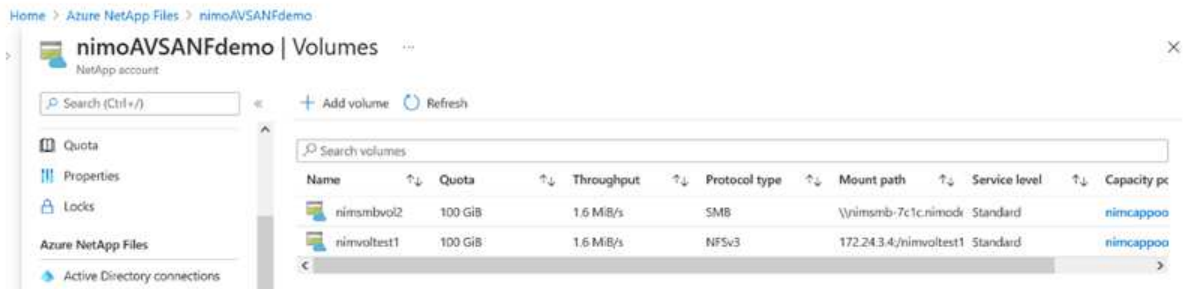 Home > Azure NetApp Files > nimoAVSANFdemo
nimoAVSANFdemo | Volumes ...
NetApp account
Search (Ctrl+/)
Add volume Refresh
Quota
Properties
Locks
Azure NetApp Files
Active Directory connections
Search volumes
Name Quota Throughput Protocol type Mount path Service level Capacity po
nimsmbvol2 100 GiB 1.6 MiB/s SMB \\nimsmb-7c1c.nimode Standard nimcappoo
nimvoltest1 100 GiB 1.6 MiB/s NFSv3 172.24.3.4:/nimvoltest1 Standard nimcappoo